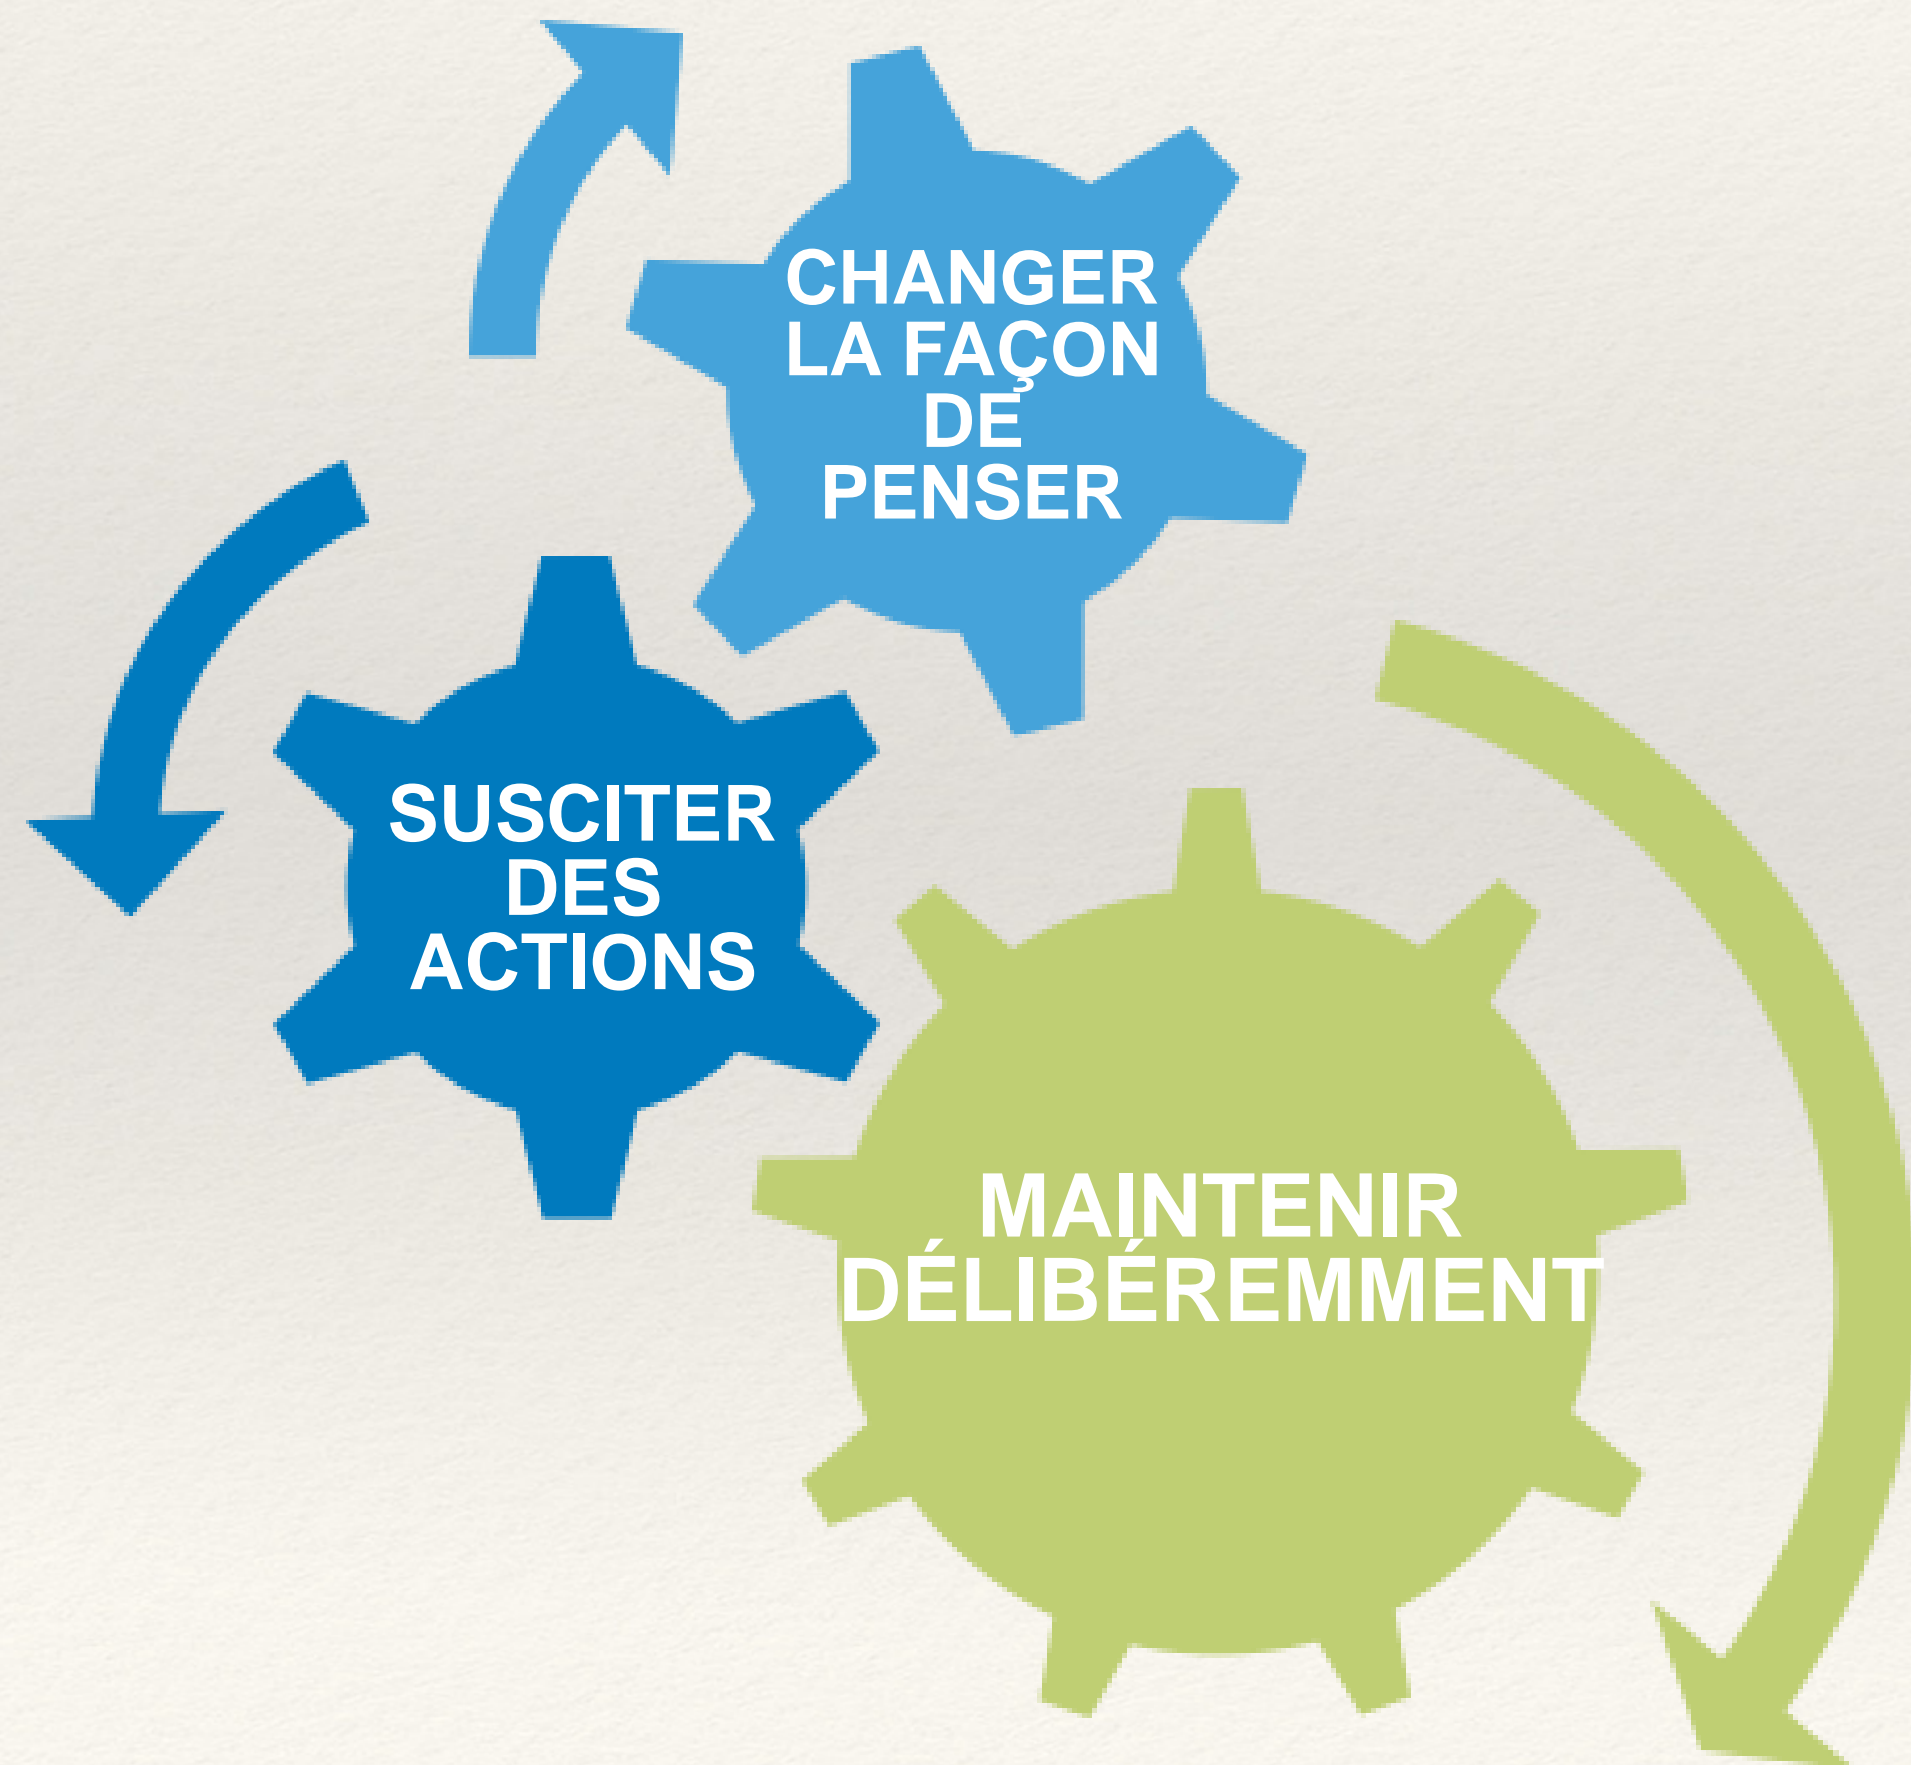 CHANGER
LA FAÇON
DE
PENSER
SUSCITER
DES
ACTIONS
MAINTENIR
DÉLIBÉREMMENT